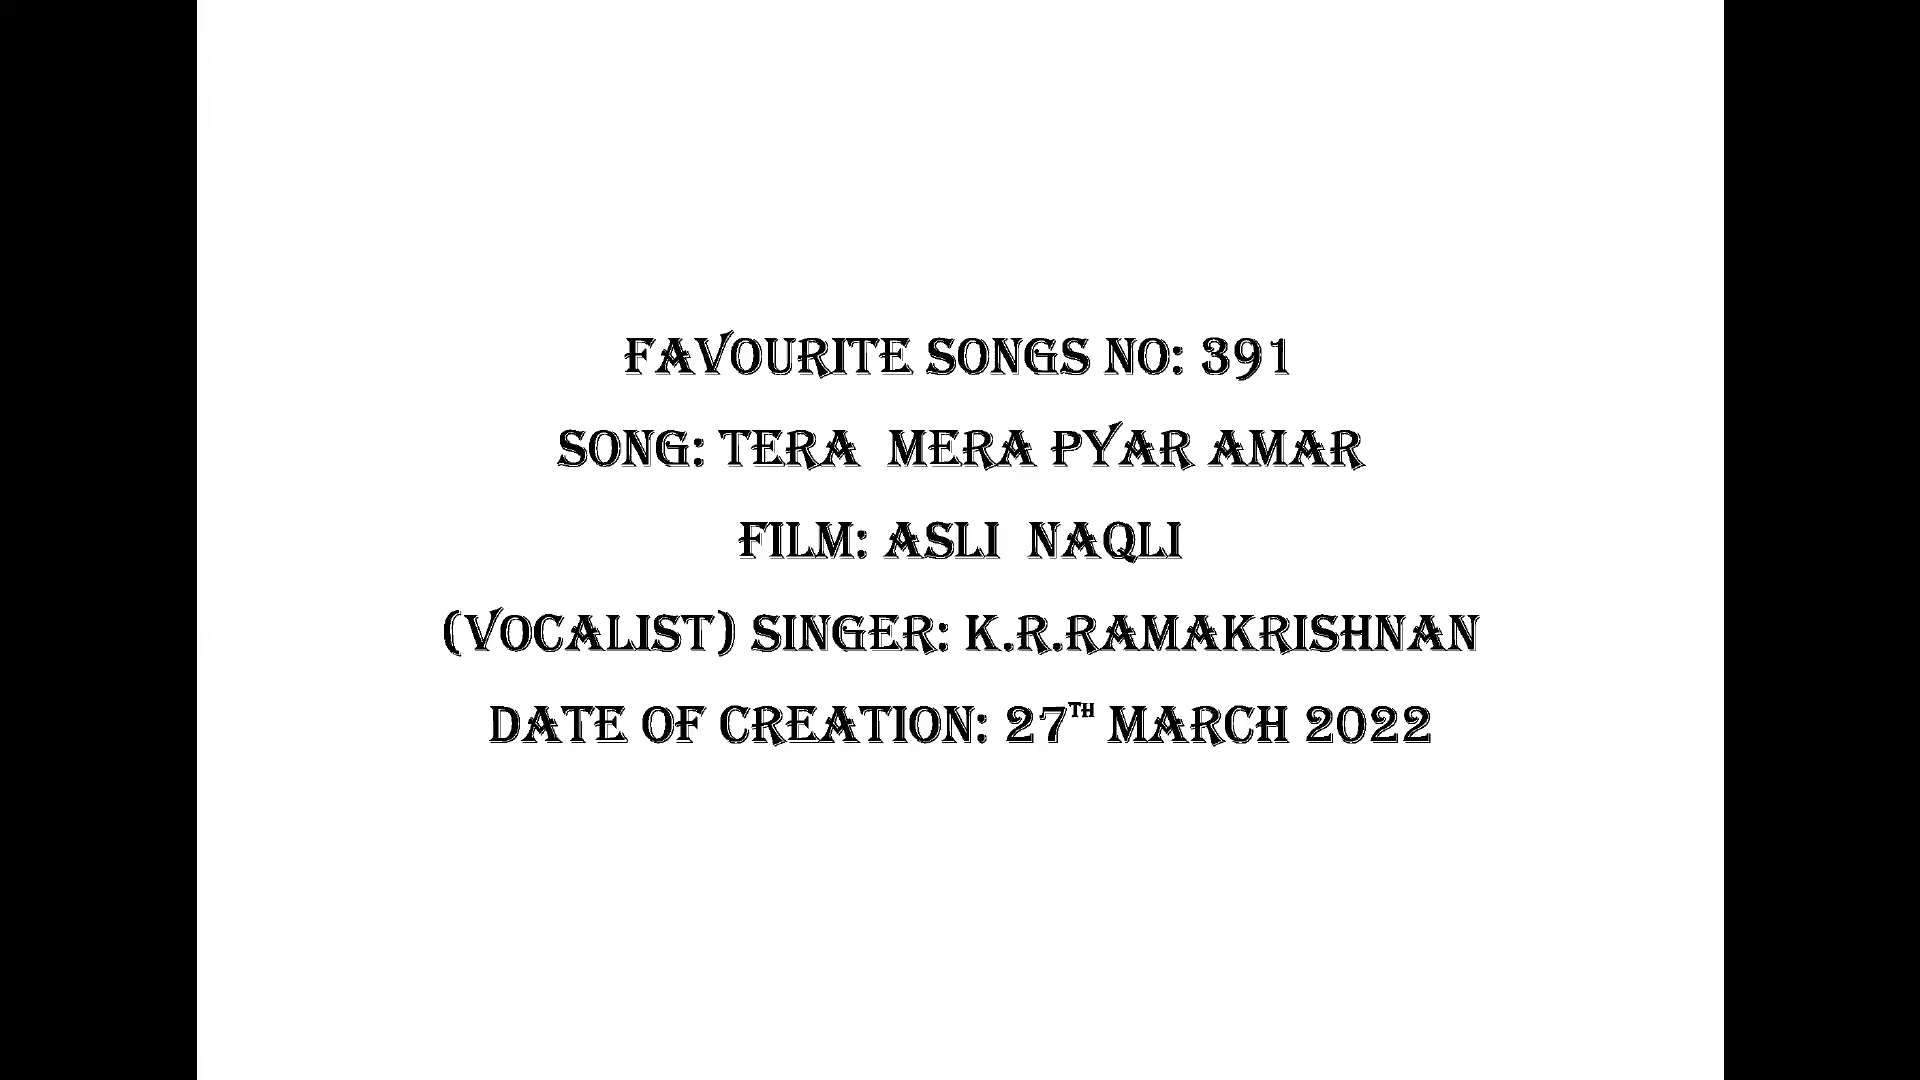 FAVOURITE SONGS NO: 391
SONG: TERA  MERA PYAR AMAR
FILM: ASLI  NAQLI
(VOCALIST) SINGER: K.R.RAMAKRISHNAN
DATE OF CREATION: 27TH MARCH 2022